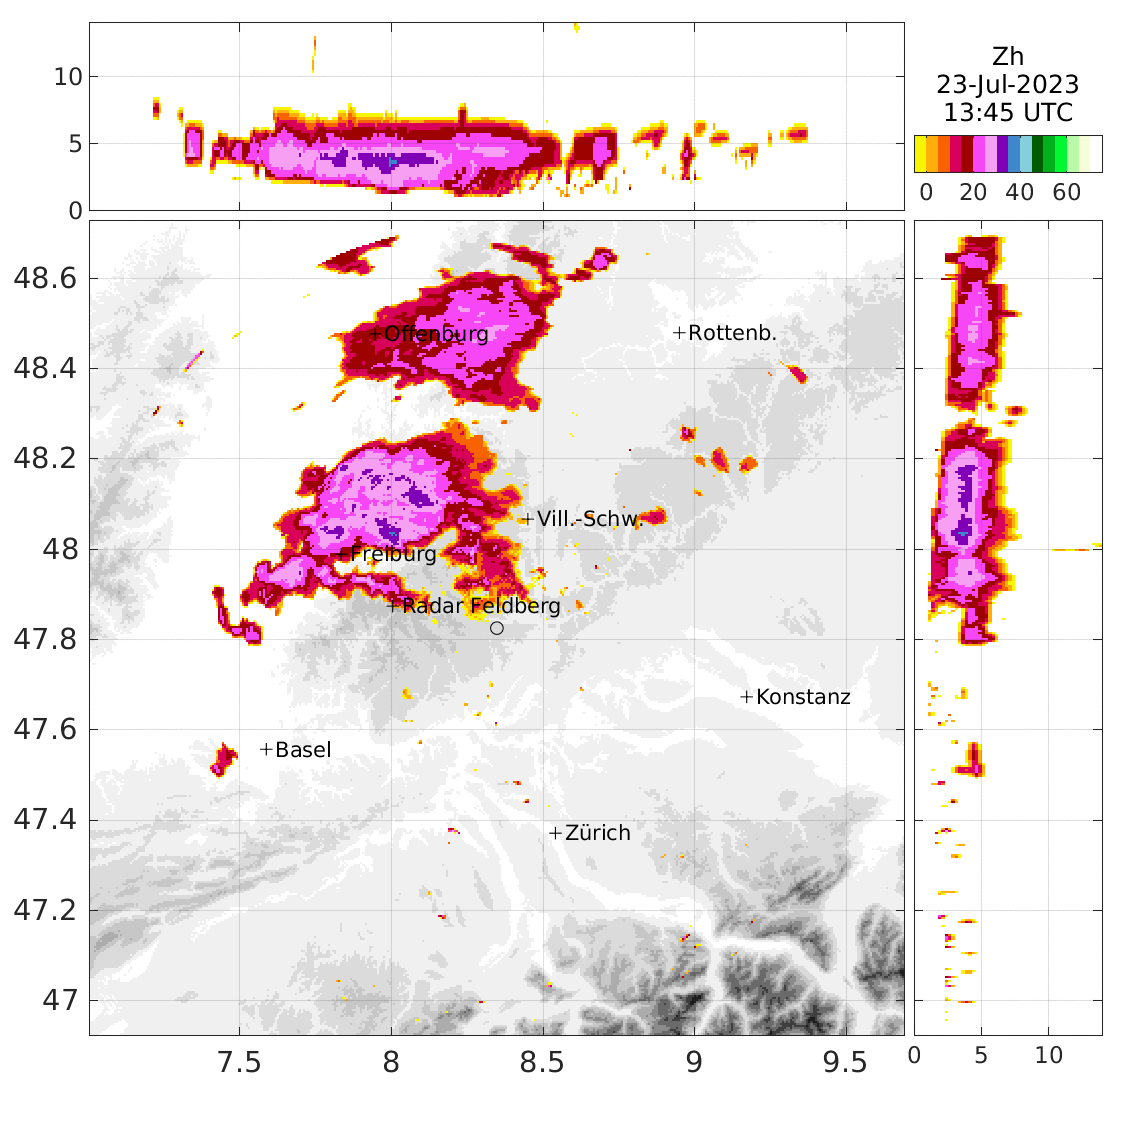 10
5
0
Zh
23-Jul-2023
13:45 UTC
0 20 40 60
48.6
48.4
48.2
48
47.8
47.6
47.4
47.2
47
Offenburg
Rottenb.
Vill.-Schw.
Freiburg
Radar Feldberg
Konstanz
Basel
Zürich
7.5 8 8.5 9 9.5
0 5 10